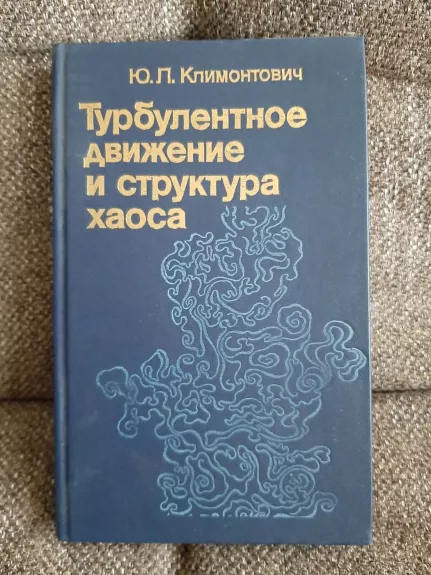 Ю.Л.Климонтович
Турбулентное
движение
и структура
хаоса